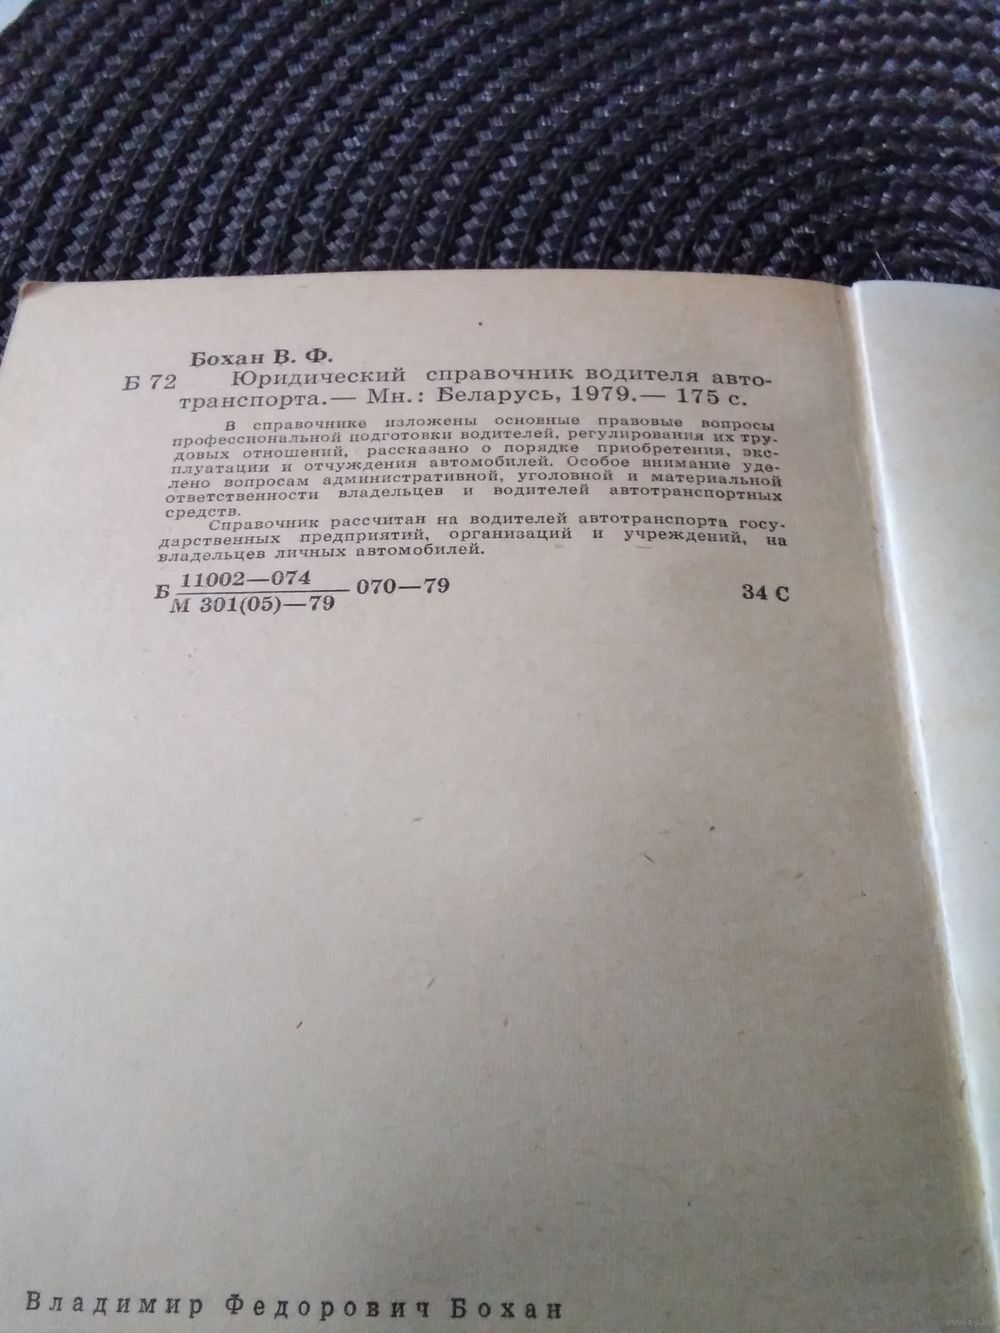 Бохан В. Ф.
Б 72 Юридический справочник водителя авто-
транспорта.— Мн.: Беларусь, 1979.— 175 с.
В справочнике изложены основные правовые вопросы
профессиональной подготовки водителей, регулирования их тру-
довых отношений, рассказано о порядке приобретения, экс-
плуатации и отчуждения автомобилей. Особое внимание уде-
лено вопросам административной, уголовной и материальной
ответственности владельцев и водителей автотранспортных
средств.
Справочник рассчитан на водителей автотранспорта госу-
дарственных предприятий, организаций и учреждений, на
владельцев личных автомобилей.
Б 11002—074 070—79 34 С
М 301(05)—79
Владимир Федорович Бохан
www.ay.by